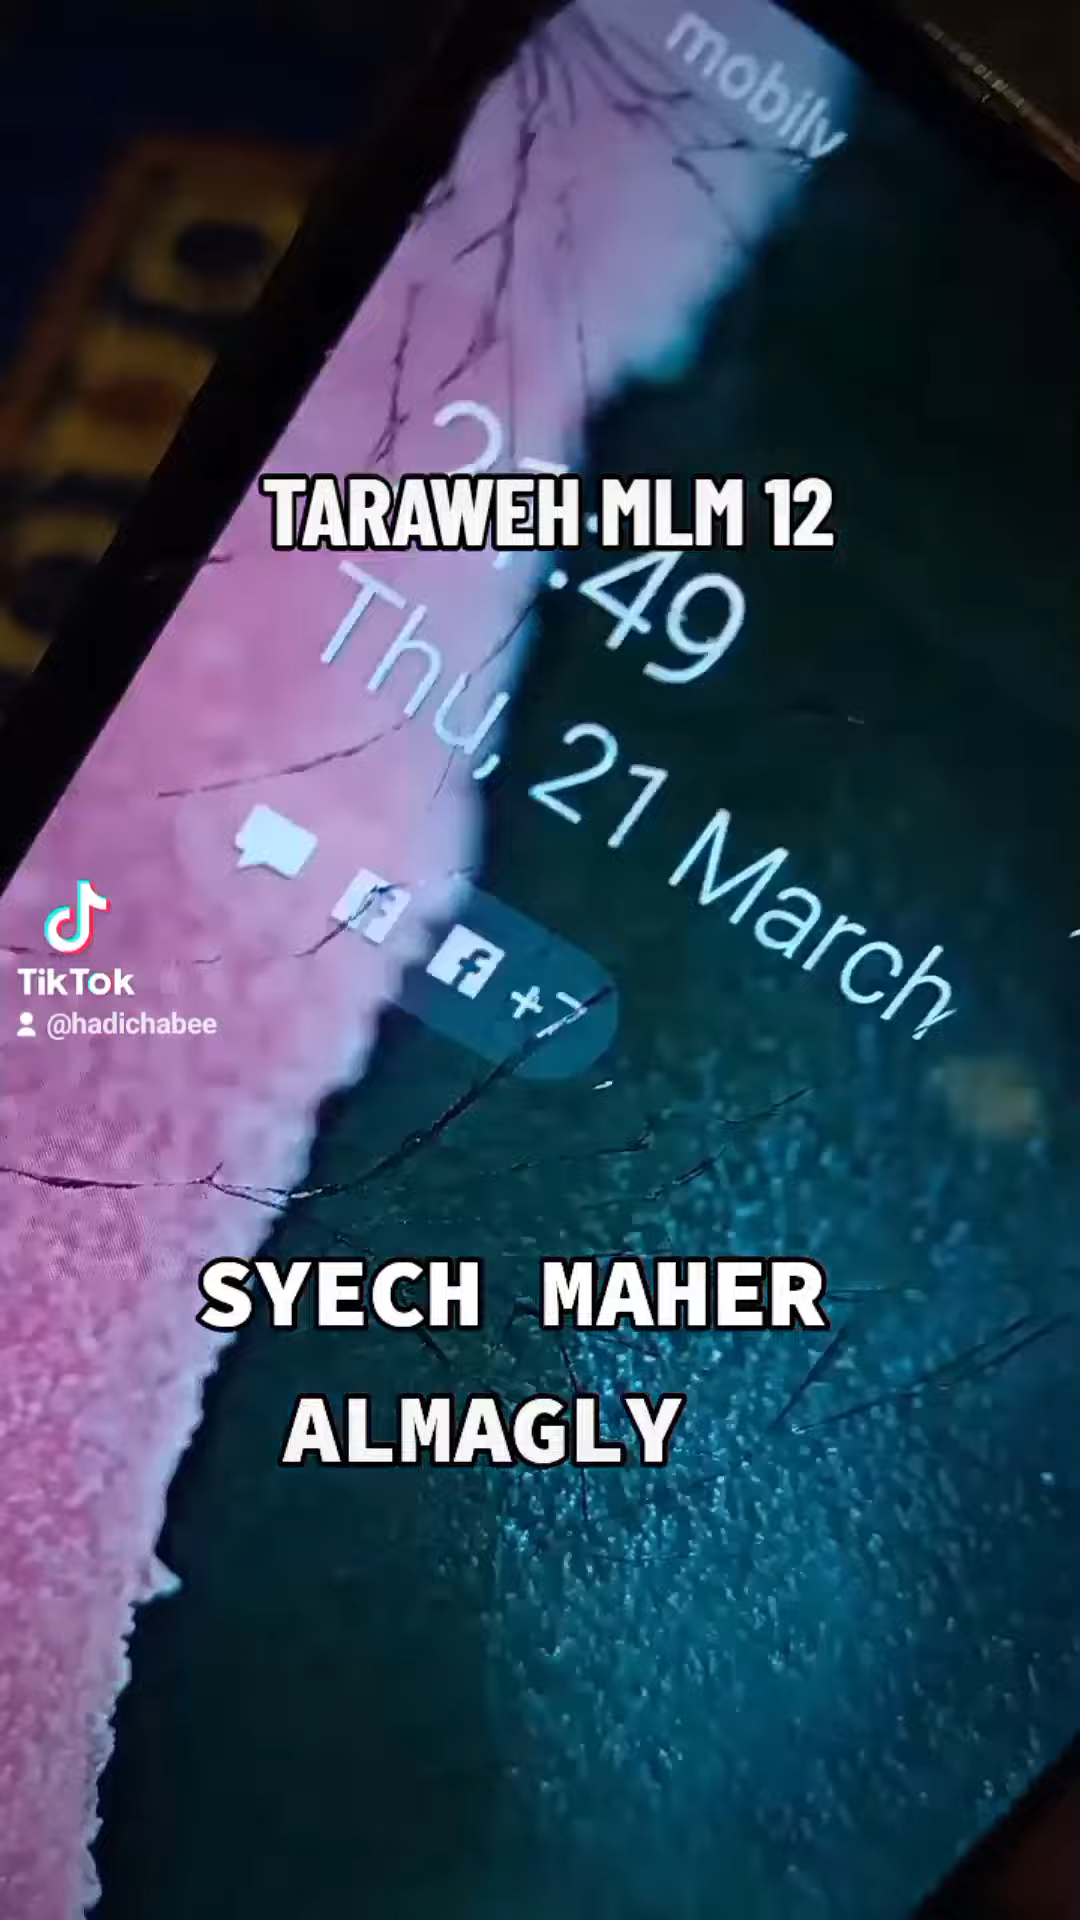 mobily
TARAWEH MLM 12
:49
Thu, 21 March
+7
TikTok
@hadichabee
SYECH MAHER
ALMAGLY